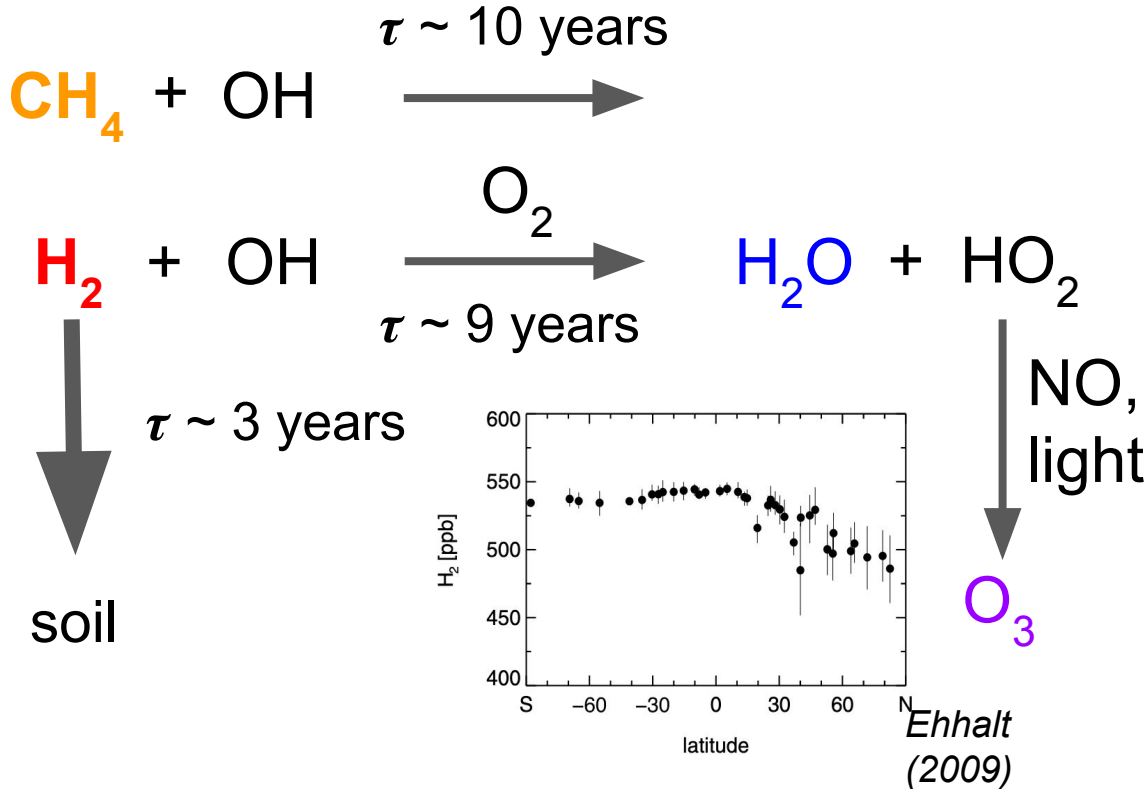 τ ~ 10 years
CH₄ + OH
O₂
H₂ + OH H₂O + HO₂
τ ~ 9 years
τ ~ 3 years
NO,
light
soil
O₃
600
550
500
450
400
H₂ [ppb]
S −60 −30 0 30 60 N
latitude
Ehhalt
(2009)